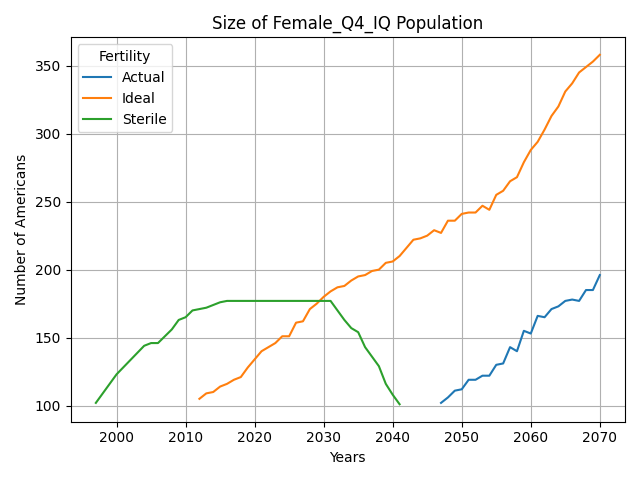 Size of Female_Q4_IQ Population
Fertility
Actual
Ideal
Sterile
Number of Americans
350
300
250
200
150
100
2000 2010 2020 2030 2040 2050 2060 2070
Years